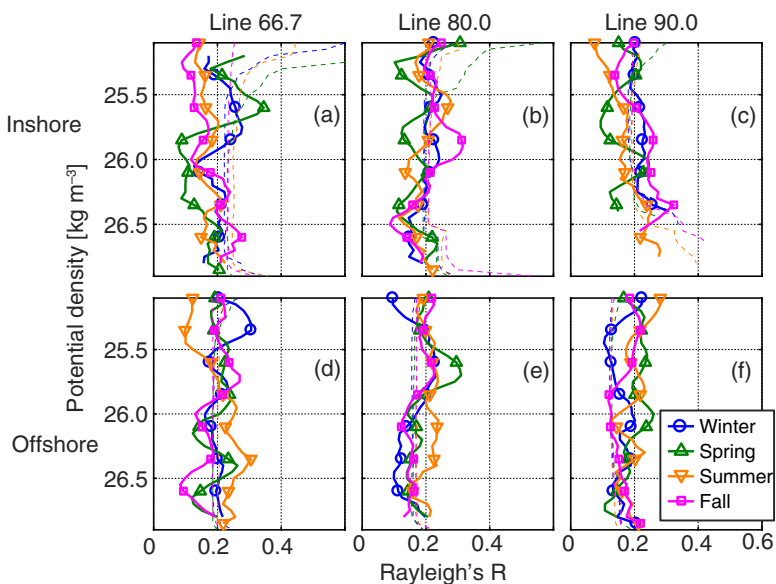 Line 66.7 Line 80.0 Line 90.0
Inshore
Offshore
Potential density [kg m⁻³]
25.5
26.0
26.5
(a) (b) (c)
25.5
26.0
26.5
(d) (e) (f)
Winter
Spring
Summer
Fall
0 0.2 0.4 0 0.2 0.4 0 0.2 0.4 0.6
Rayleigh's R